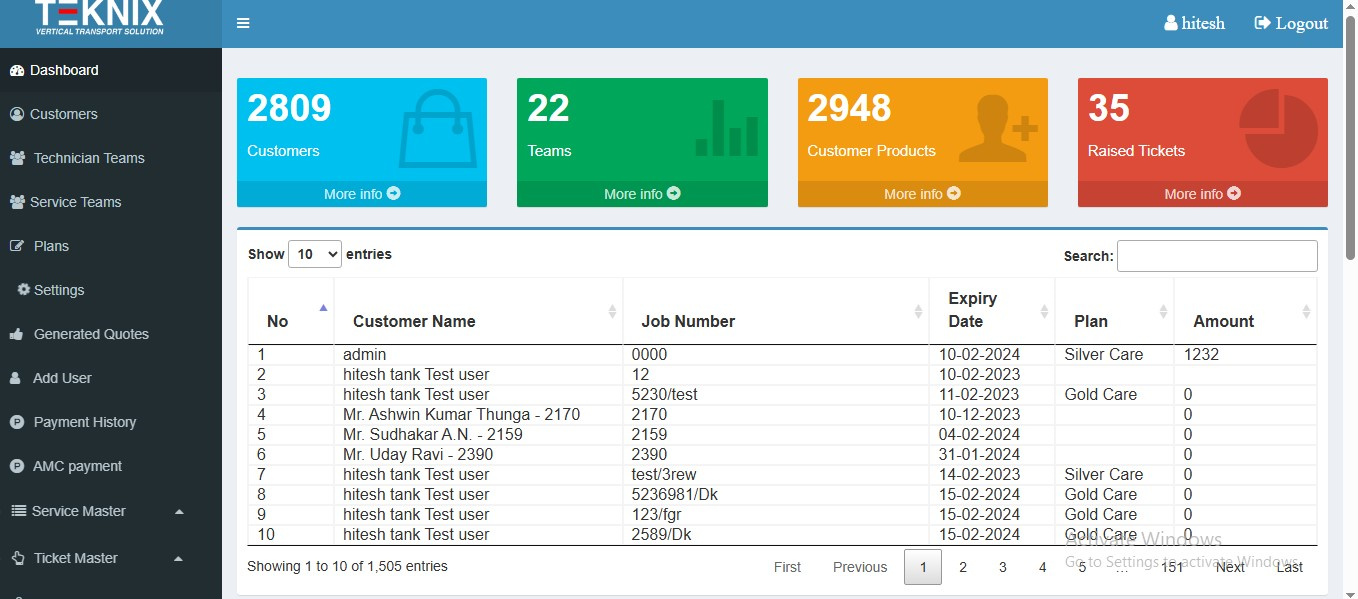 TEKNIX
VERTICAL TRANSPORT SOLUTION
hitesh Logout
Dashboard
Customers
Technician Teams
Service Teams
Plans
Settings
Generated Quotes
Add User
Payment History
AMC payment
Service Master
Ticket Master
2809 22 2948 35
Customers Teams Customer Products Raised Tickets
More info More info More info More info
Show 10 entries Search:
No Customer Name Job Number Expiry Date Plan Amount
1 admin 0000 10-02-2024 Silver Care 1232
2 hitesh tank Test user 12 10-02-2023
3 hitesh tank Test user 5230/test 11-02-2023 Gold Care 0
4 Mr. Ashwin Kumar Thunga - 2170 2170 10-12-2023 0
5 Mr. Sudhakar A.N. - 2159 2159 04-02-2024 0
6 Mr. Uday Ravi - 2390 2390 31-01-2024 0
7 hitesh tank Test user test/3rew 14-02-2023 Silver Care 0
8 hitesh tank Test user 5236981/Dk 15-02-2024 Gold Care 0
9 hitesh tank Test user 123/fgr 15-02-2024 Gold Care 0
10 hitesh tank Test user 2589/Dk 15-02-2024 Gold Care 0
Showing 1 to 10 of 1,505 entries First Previous 1 2 3 4 5 … 151 Next Last
Activate Windows
Go to Settings to activate Windows.